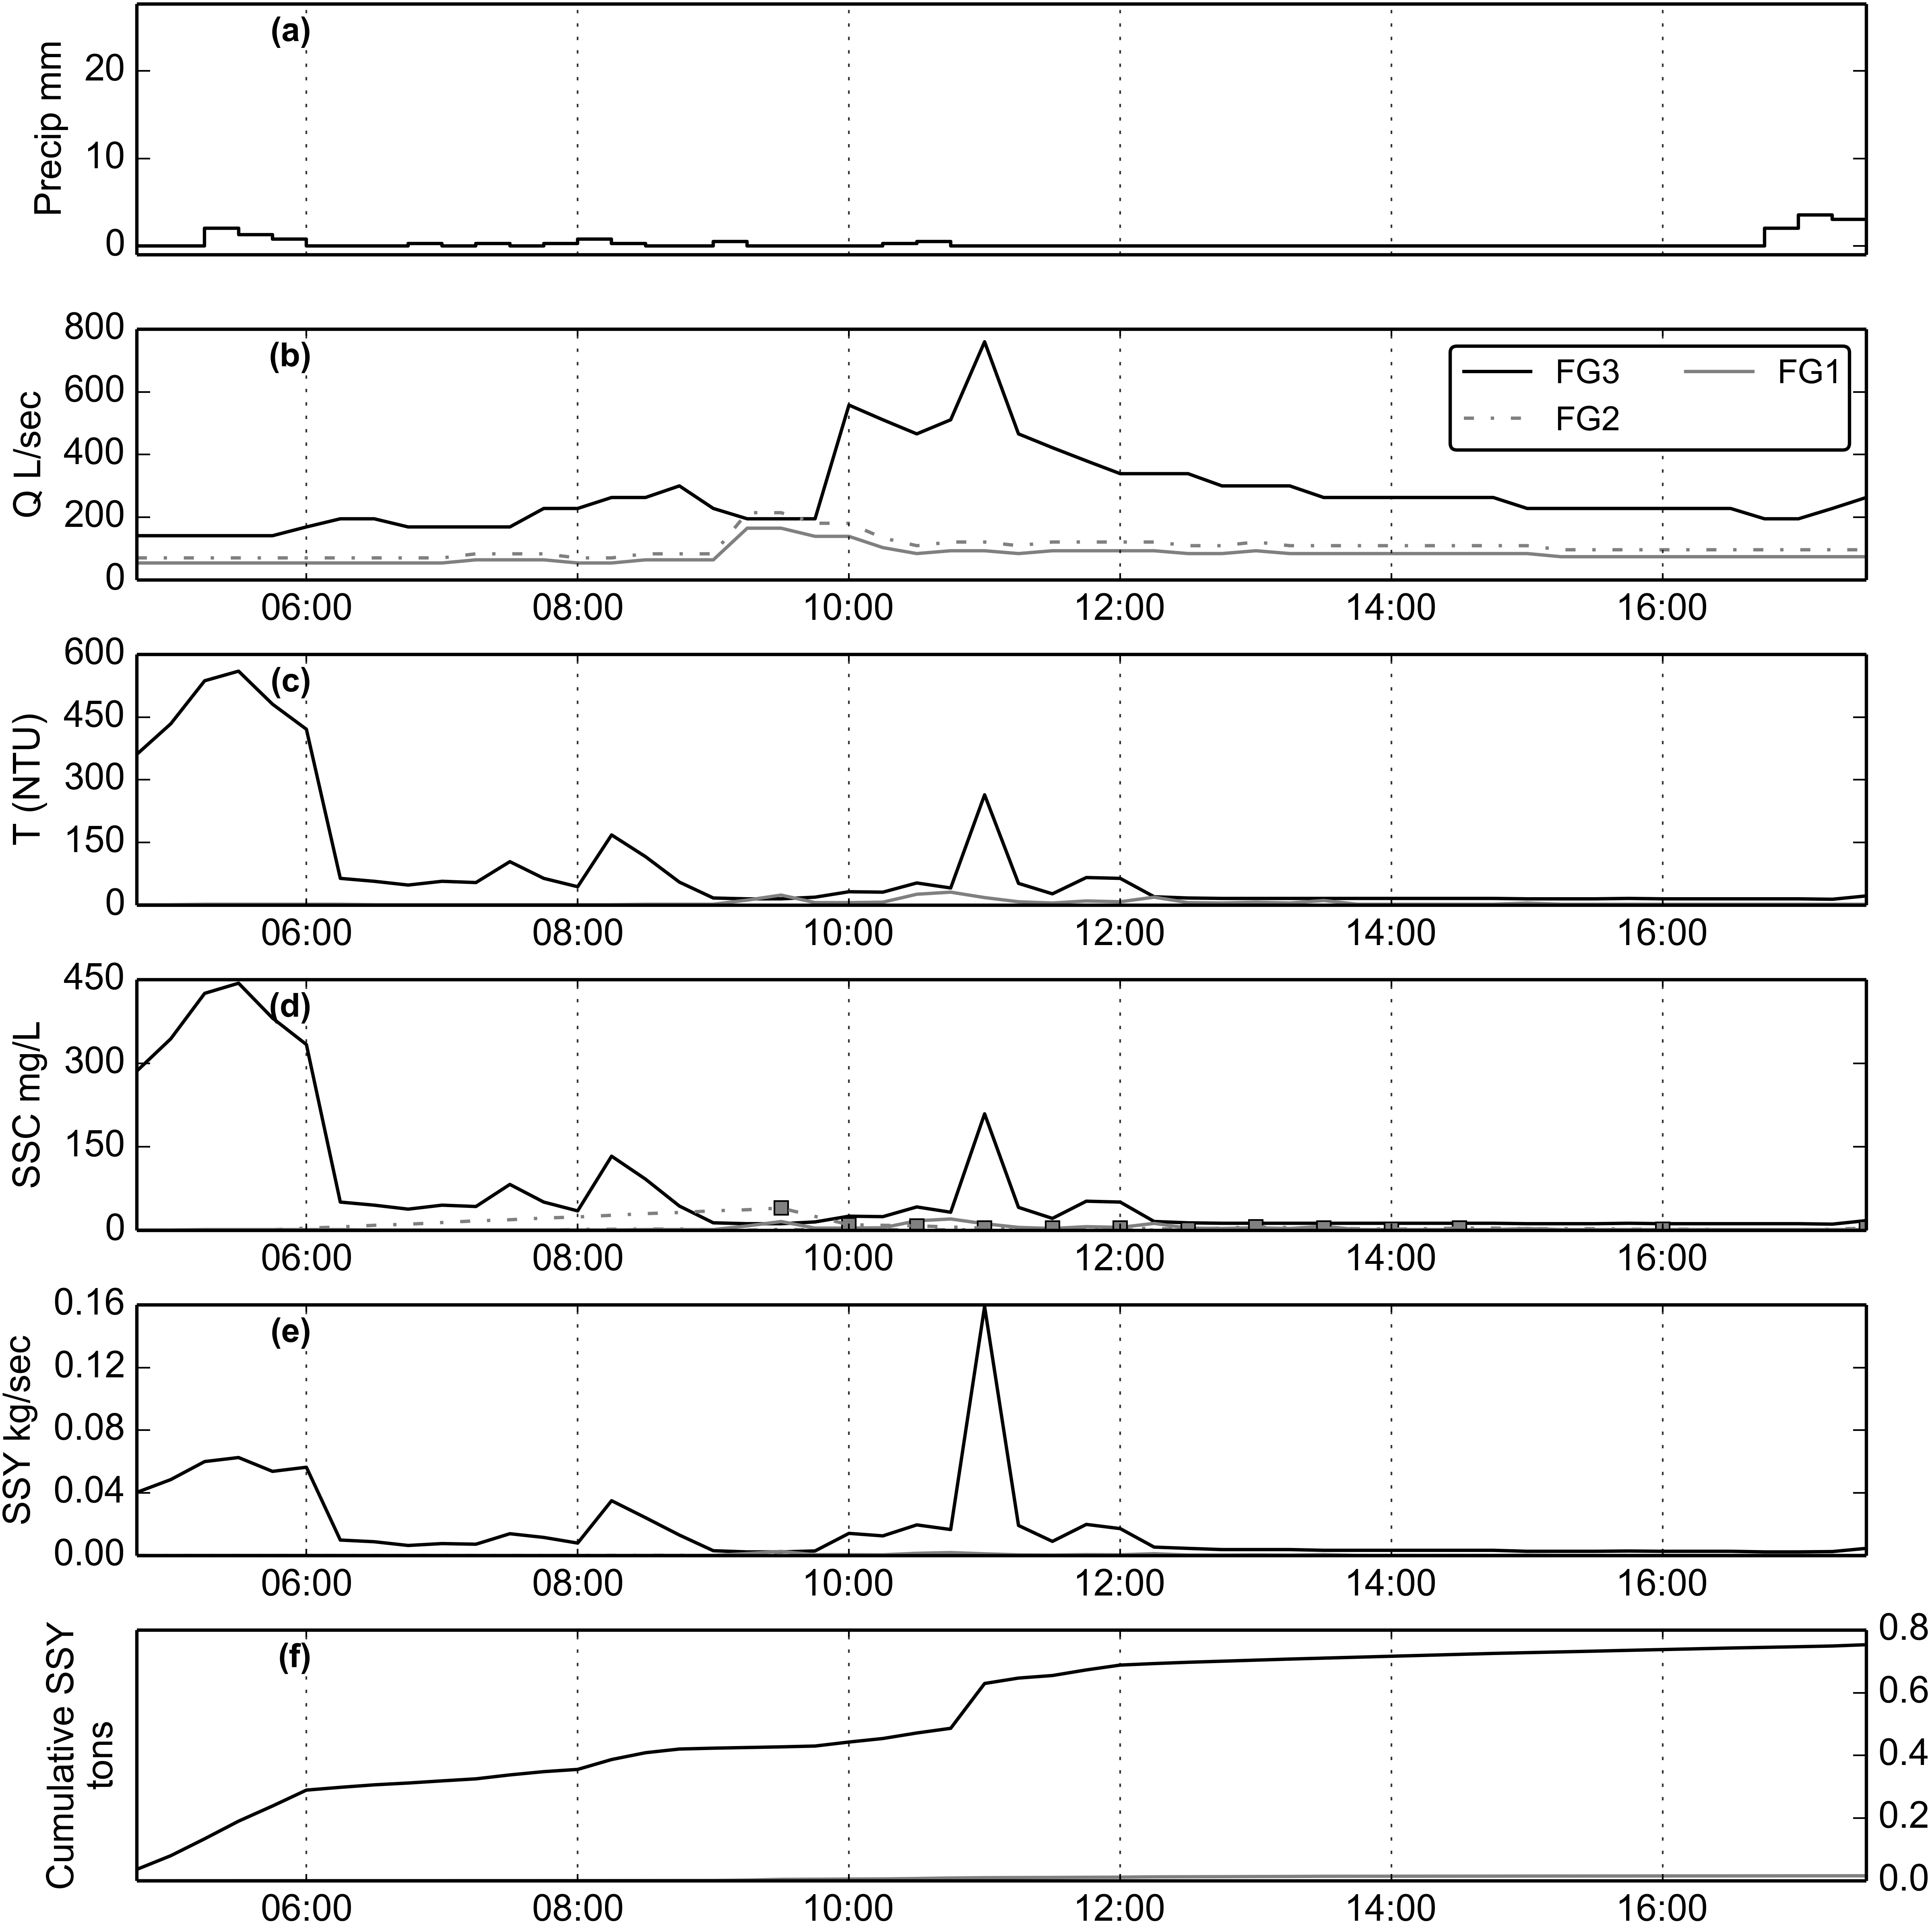 (a)
Precip mm
20
10
0
(b)
Q L/sec
800
600
400
200
0
FG3 FG1
FG2
06:00 08:00 10:00 12:00 14:00 16:00
(c)
T (NTU)
600
450
300
150
0
06:00 08:00 10:00 12:00 14:00 16:00
(d)
SSC mg/L
450
300
150
0
06:00 08:00 10:00 12:00 14:00 16:00
(e)
SSY kg/sec
0.16
0.12
0.08
0.04
0.00
06:00 08:00 10:00 12:00 14:00 16:00
(f)
Cumulative SSY
tons
0.8
0.6
0.4
0.2
0.0
06:00 08:00 10:00 12:00 14:00 16:00